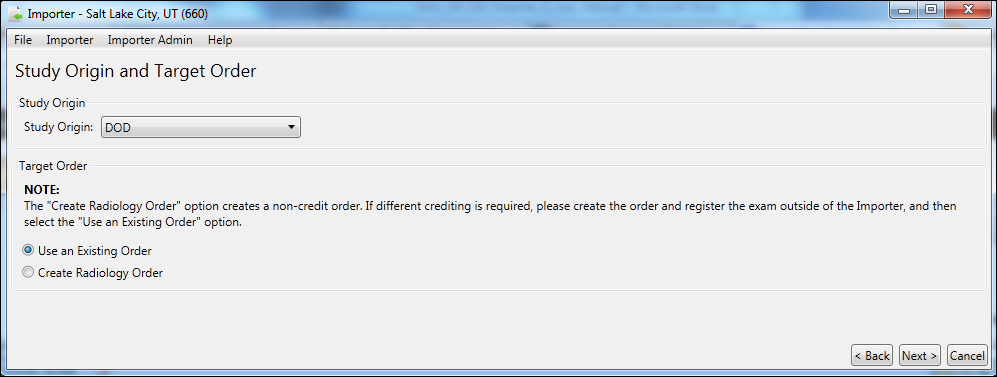 Importer - Salt Lake City, UT (660)
File Importer Importer Admin Help
Study Origin and Target Order
Study Origin
Study Origin: DOD
Target Order
NOTE:
The "Create Radiology Order" option creates a non-credit order. If different crediting is required, please create the order and register the exam outside of the Importer, and then
select the "Use an Existing Order" option.
Use an Existing Order
Create Radiology Order
< Back Next > Cancel